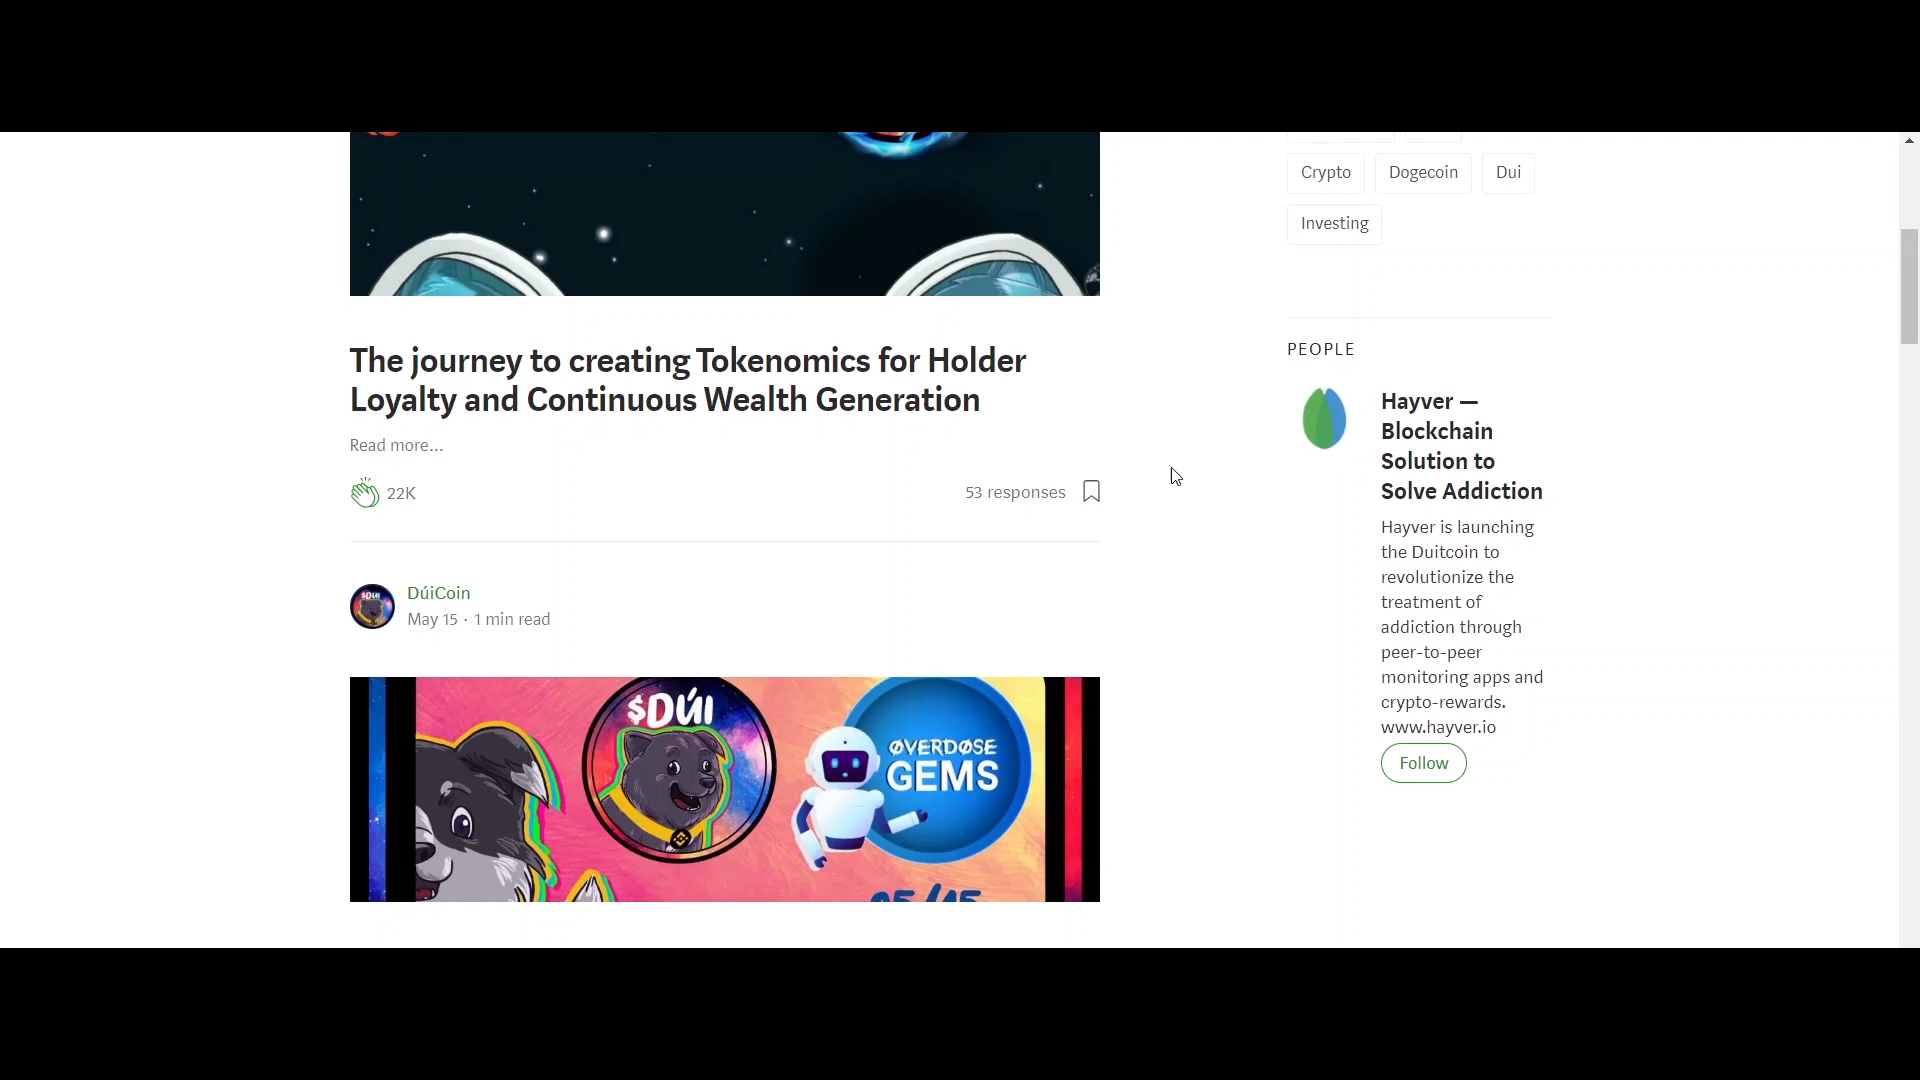 Crypto
Dogecoin
Dui
Investing
The journey to creating Tokenomics for Holder
Loyalty and Continuous Wealth Generation
Read more...
22K
53 responses
PEOPLE
Hayver —
Blockchain
Solution to
Solve Addiction
Hayver is launching
the Duitcoin to
revolutionize the
treatment of
addiction through
peer-to-peer
monitoring apps and
crypto-rewards.
www.hayver.io
Follow
DúiCoin
May 15 · 1 min read
$DÚI
ØVERDØSE
GEMS
05/15